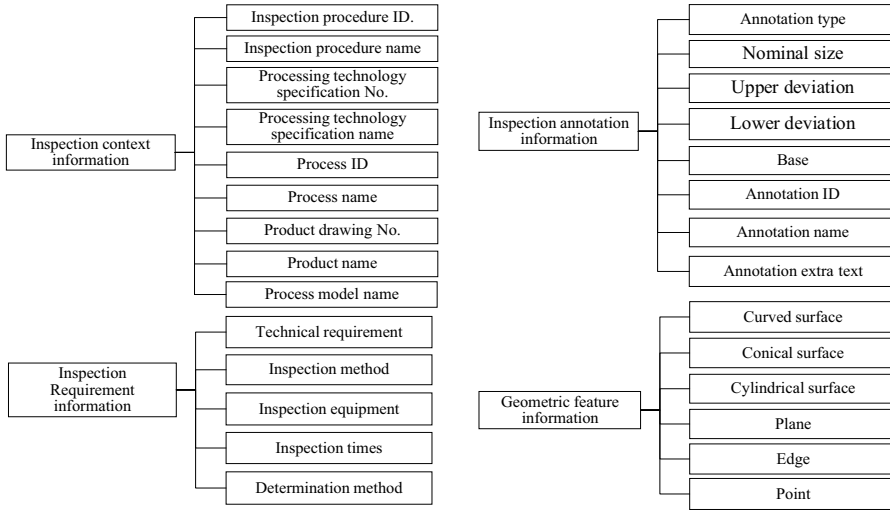 Inspection context
information
Inspection procedure ID.
Inspection procedure name
Processing technology
specification No.
Processing technology
specification name
Process ID
Process name
Product drawing No.
Product name
Process model name
Inspection
Requirement
information
Technical requirement
Inspection method
Inspection equipment
Inspection times
Determination method
Inspection annotation
information
Annotation type
Nominal size
Upper deviation
Lower deviation
Base
Annotation ID
Annotation name
Annotation extra text
Geometric feature
information
Curved surface
Conical surface
Cylindrical surface
Plane
Edge
Point